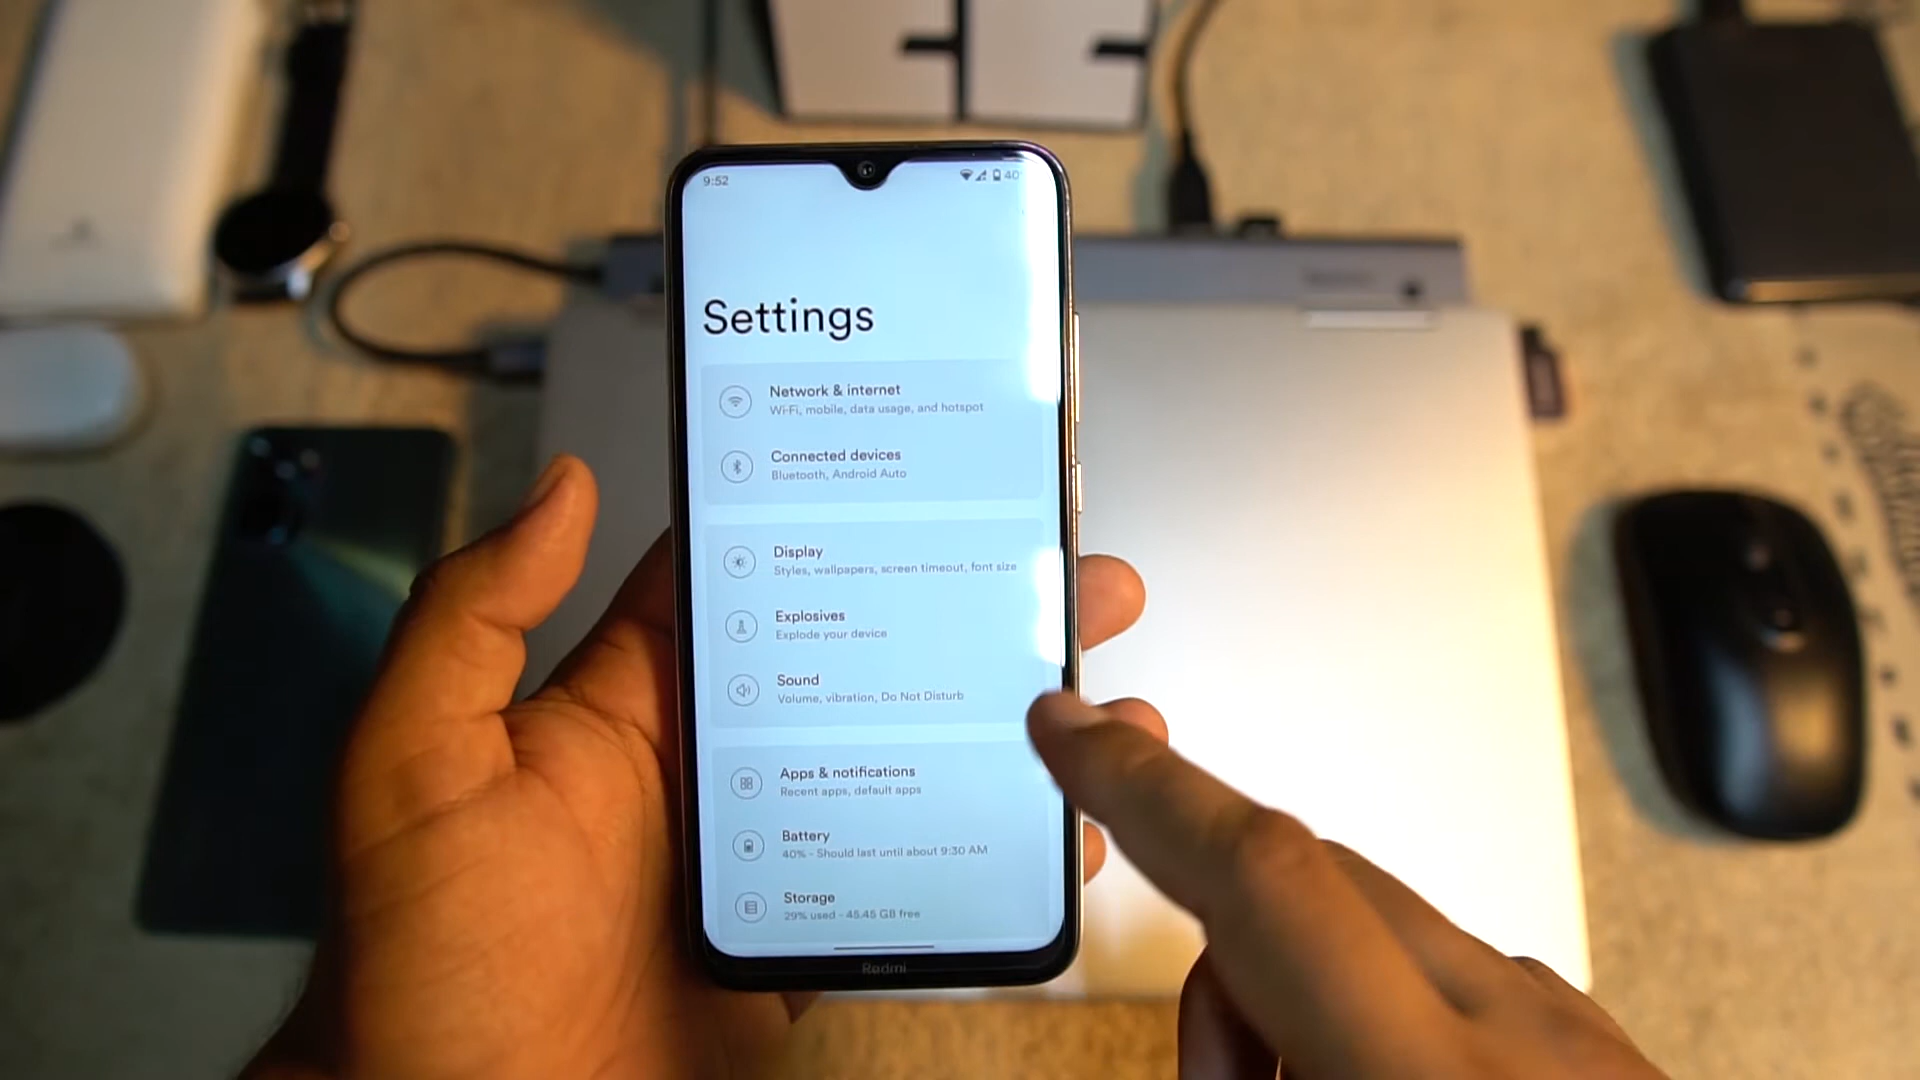 9:52
40
Settings
Network & internet
Wi-Fi, mobile, data usage, and hotspot
Connected devices
Bluetooth, Android Auto
Display
Styles, wallpapers, screen timeout, font size
Explosives
Explode your device
Sound
Volume, vibration, Do Not Disturb
Apps & notifications
Recent apps, default apps
Battery
40% - Should last until about 9:30 AM
Storage
29% used - 45.45 GB free
Redmi